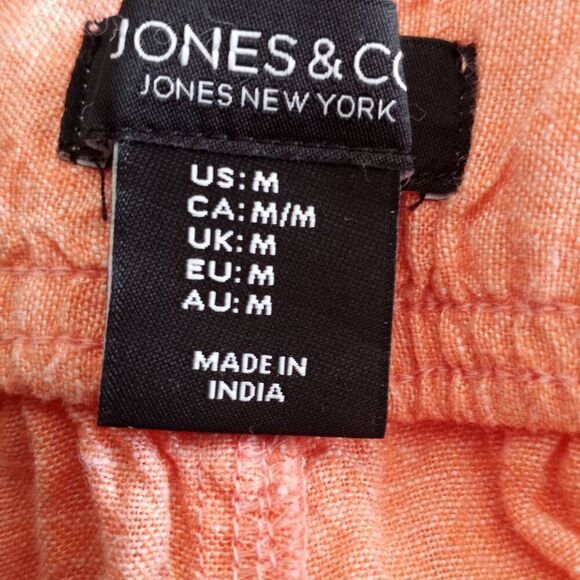 JONES & CO
JONES NEW YORK
US: M
CA: M/M
UK: M
EU: M
AU: M
MADE IN
INDIA